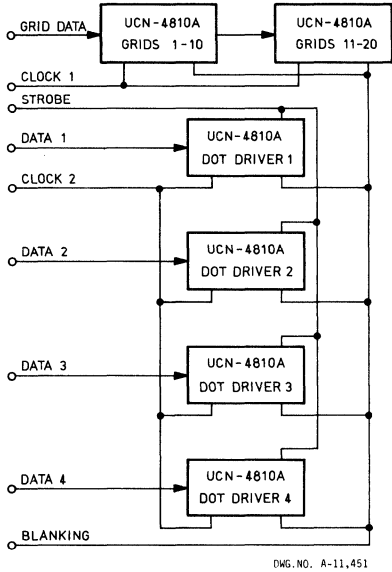 GRID DATA
UCN-4810A
GRIDS 1-10
UCN-4810A
GRIDS 11-20
CLOCK 1
STROBE
DATA 1
UCN-4810A
DOT DRIVER 1
CLOCK 2
DATA 2
UCN-4810A
DOT DRIVER 2
DATA 3
UCN-4810A
DOT DRIVER 3
DATA 4
UCN-4810A
DOT DRIVER 4
BLANKING
DWG.NO. A-11,451